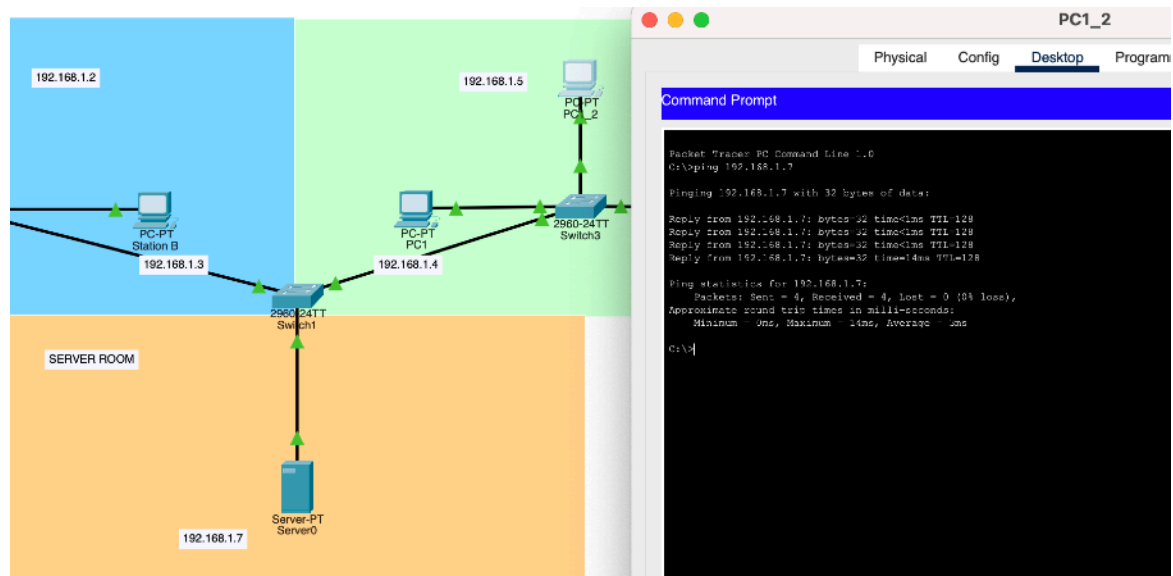 192.168.1.2
PC-PT
Station B
192.168.1.3
192.168.1.5
PC-PT
PC1_2
PC-PT
PC1
2960-24TT
Switch3
192.168.1.4
2960-24TT
Switch1
SERVER ROOM
Server-PT
Server0
192.168.1.7
PC1_2
Physical Config Desktop Program
Command Prompt
Packet Tracer PC Command Line 1.0
C:\>ping 192.168.1.7
Pinging 192.168.1.7 with 32 bytes of data:
Reply from 192.168.1.7: bytes=32 time<1ms TTL=128
Reply from 192.168.1.7: bytes=32 time<1ms TTL=128
Reply from 192.168.1.7: bytes=32 time<1ms TTL=128
Reply from 192.168.1.7: bytes=32 time=14ms TTL=128
Ping statistics for 192.168.1.7:
Packets: Sent = 4, Received = 4, Lost = 0 (0% loss),
Approximate round trip times in milli-seconds:
Minimum = 0ms, Maximum = 14ms, Average = 3ms
C:\>